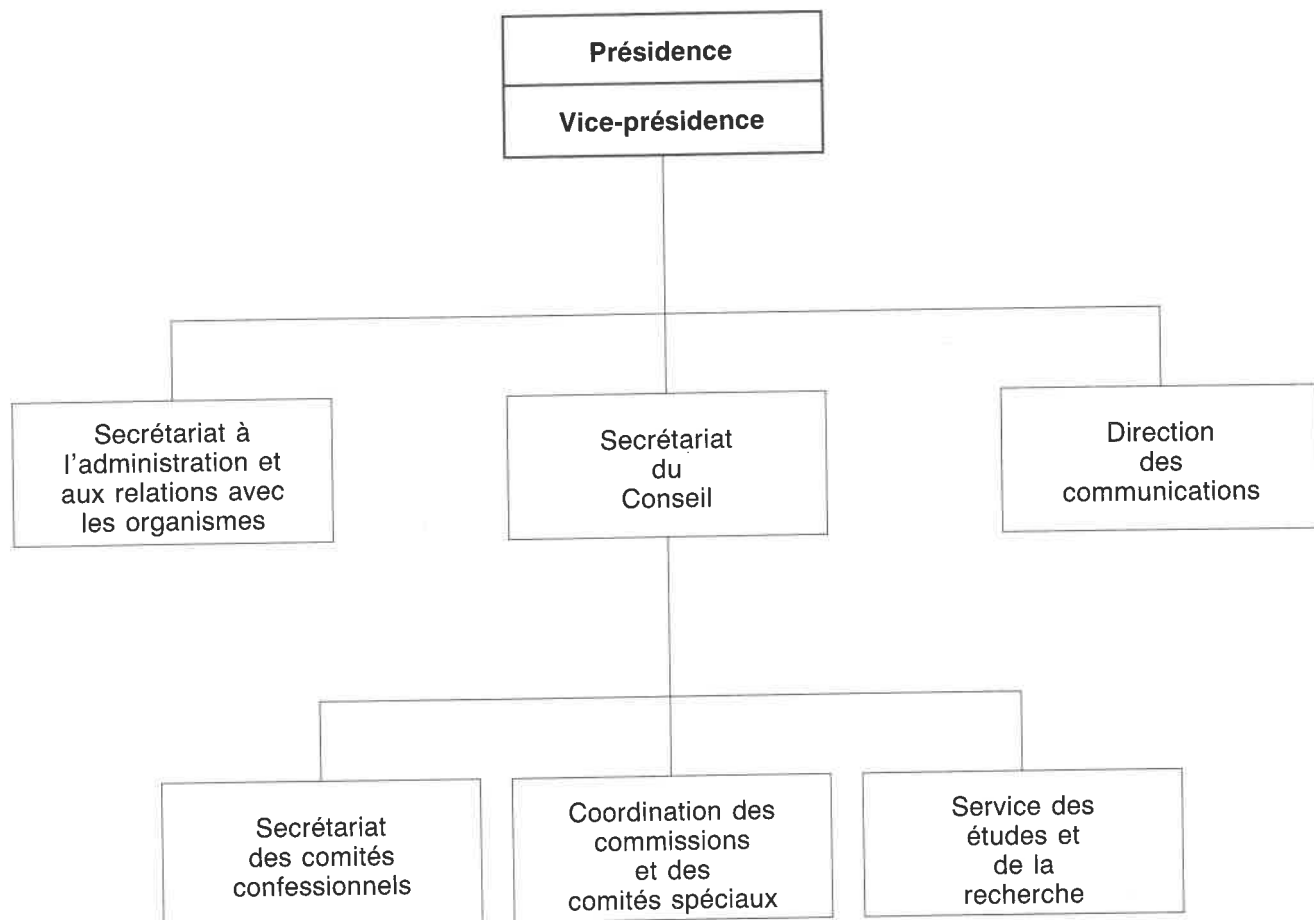 Présidence
Vice-présidence
Secrétariat à
l'administration et
aux relations avec
les organismes
Secrétariat
du
Conseil
Direction
des
communications
Secrétariat
des comités
confessionnels
Coordination des
commissions
et des
comités spéciaux
Service des
études et
de la
recherche